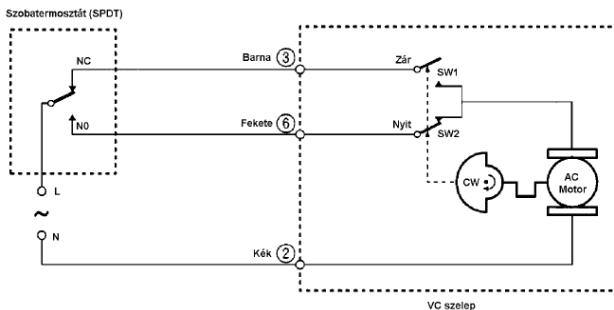 Szobatermosztát (SPDT)
NC
N0
L
~
N
Barna 3
Fekete 6
Kék 2
Zár
SW1
Nyit
SW2
CW
AC
Motor
VC szelep